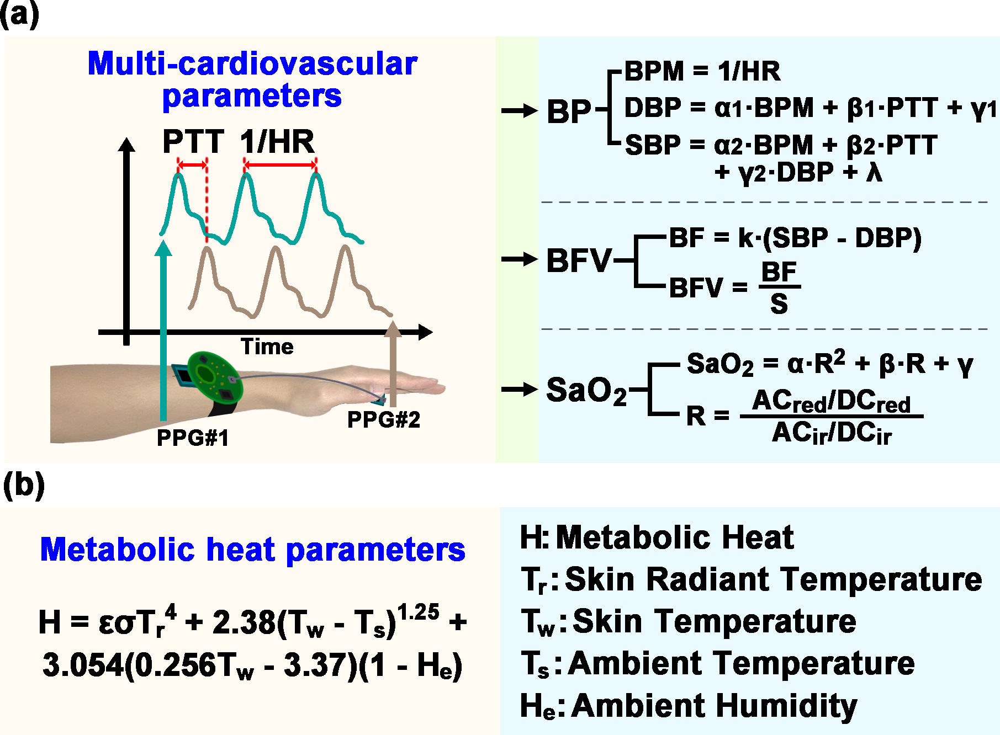 (a)
Multi-cardiovascular
parameters
PTT 1/HR
Time
PPG#1
PPG#2
BP
BPM = 1/HR
DBP = α1·BPM + β1·PTT + γ1
SBP = α2·BPM + β2·PTT
+ γ2·DBP + λ
BFV
BF = k·(SBP - DBP)
BFV = BF/S
SaO₂
SaO₂ = α·R² + β·R + γ
R = ACred/DCred
ACir/DCir
(b)
Metabolic heat parameters
H = εσTr⁴ + 2.38(Tw - Ts)^1.25 +
3.054(0.256Tw - 3.37)(1 - He)
H: Metabolic Heat
Tr: Skin Radiant Temperature
Tw: Skin Temperature
Ts: Ambient Temperature
He: Ambient Humidity